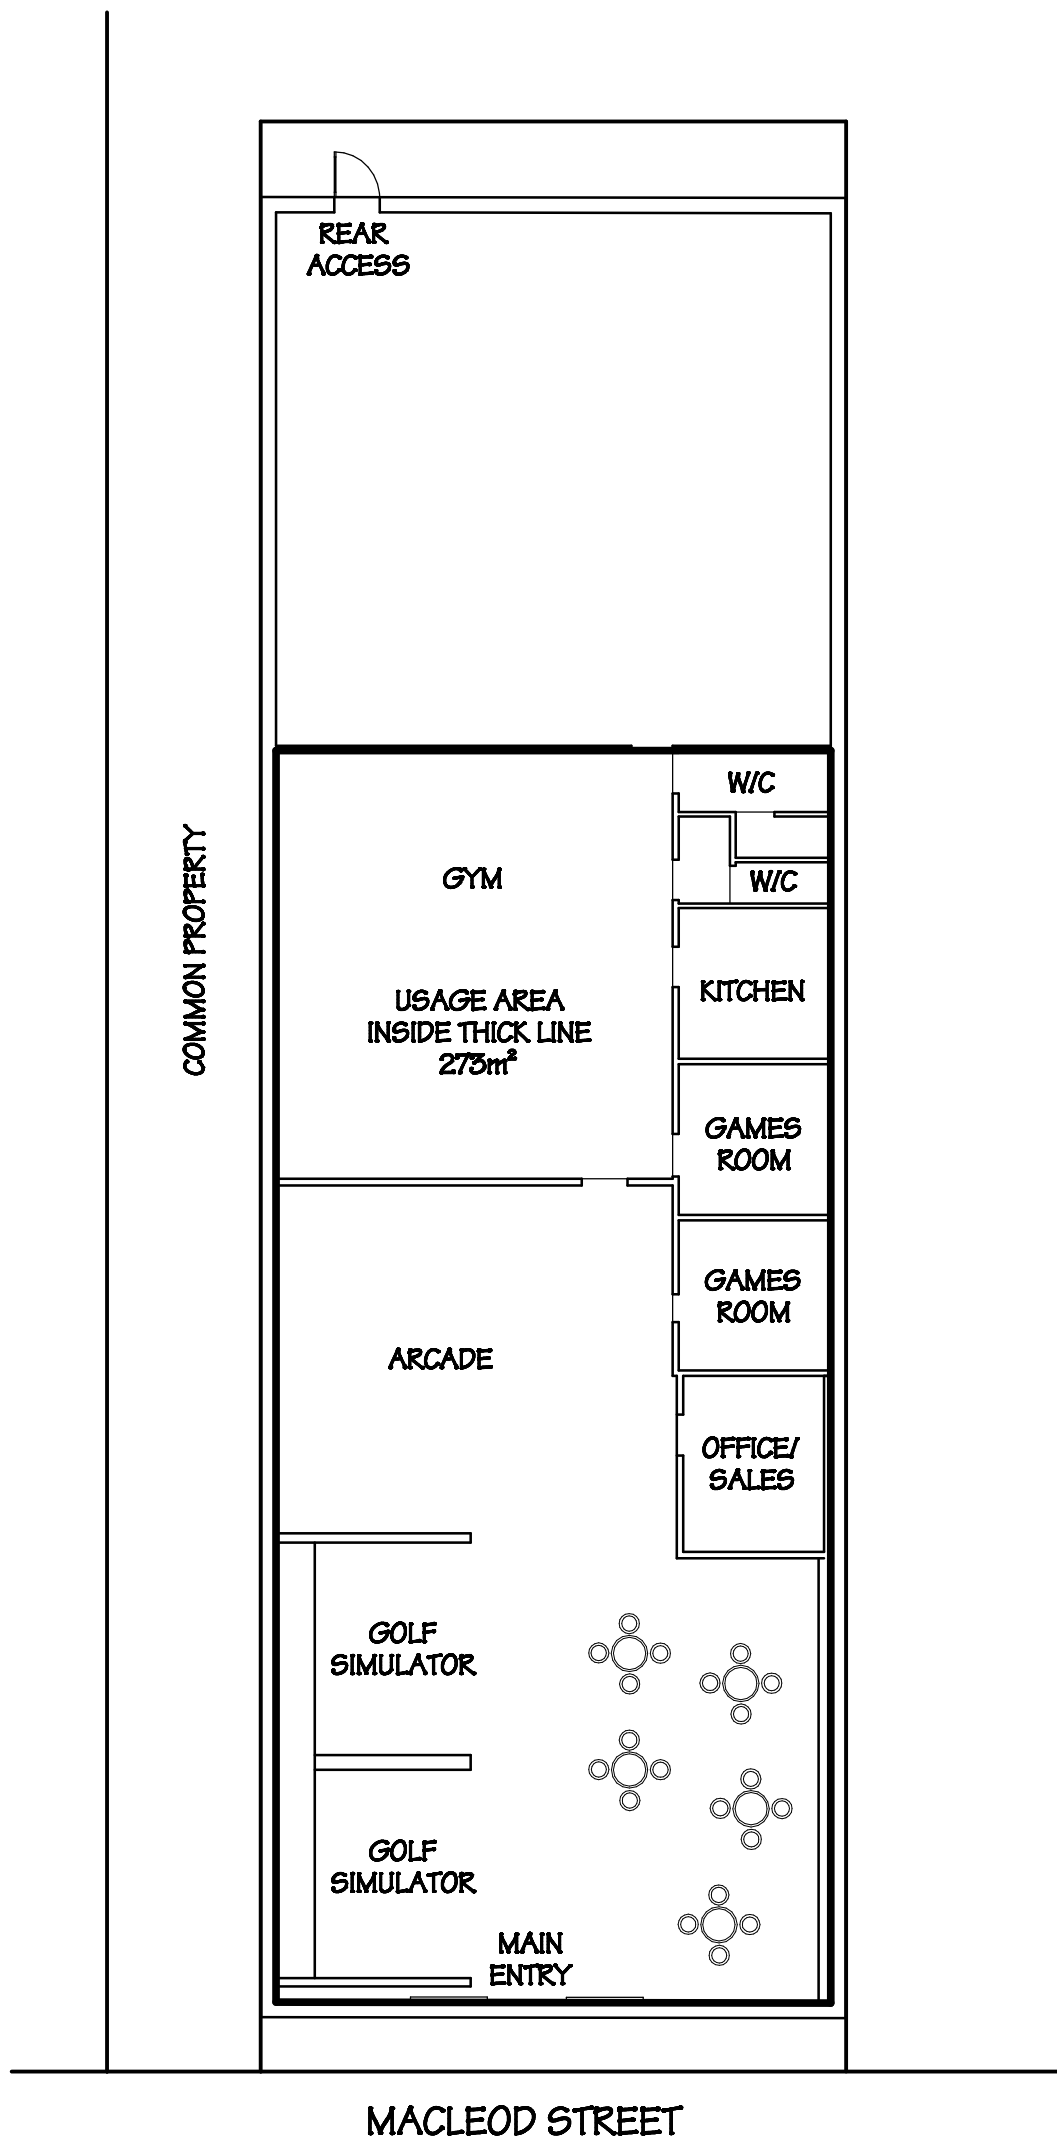 REAR
ACCESS
W/C
GYM
W/C
COMMON PROPERTY
USAGE AREA
INSIDE THICK LINE
273m²
KITCHEN
GAMES
ROOM
GAMES
ROOM
ARCADE
OFFICE/
SALES
GOLF
SIMULATOR
GOLF
SIMULATOR
MAIN
ENTRY
MACLEOD STREET